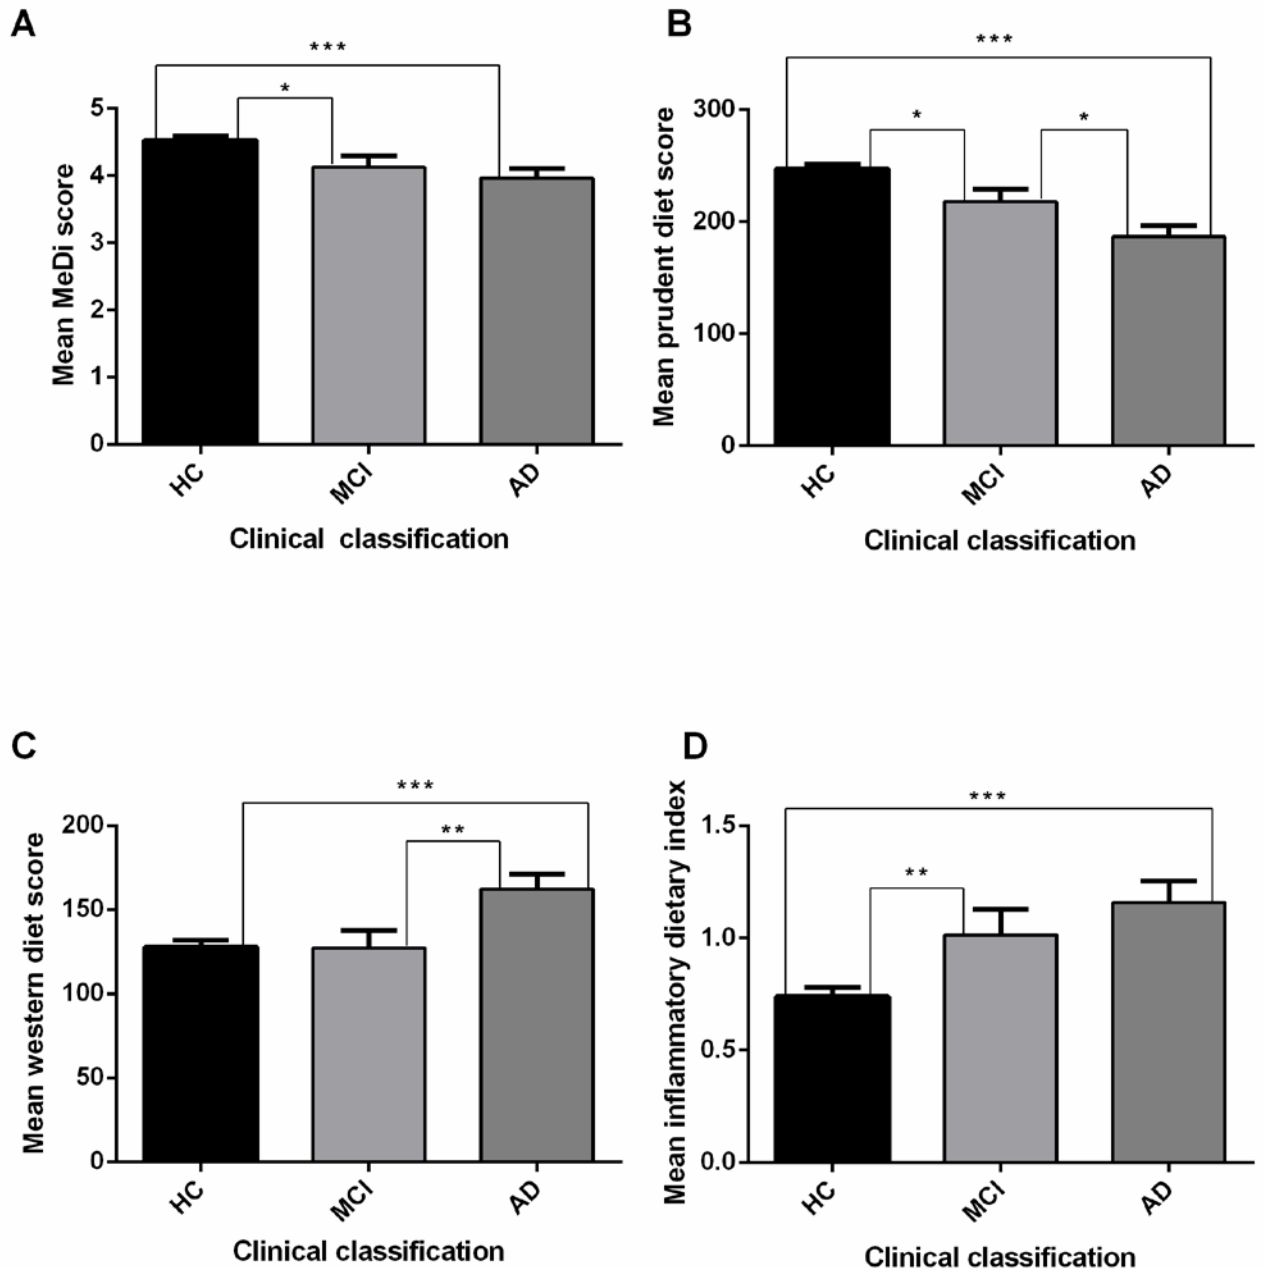 A
***
*
5
4
3
2
1
0
Mean MeDi score
HC
MCI
AD
Clinical classification
B
***
*
*
300
200
100
0
Mean prudent diet score
HC
MCI
AD
Clinical classification
C
***
**
200
150
100
50
0
Mean western diet score
HC
MCI
AD
Clinical classification
D
***
**
1.5
1.0
0.5
0.0
Mean inflammatory dietary index
HC
MCI
AD
Clinical classification